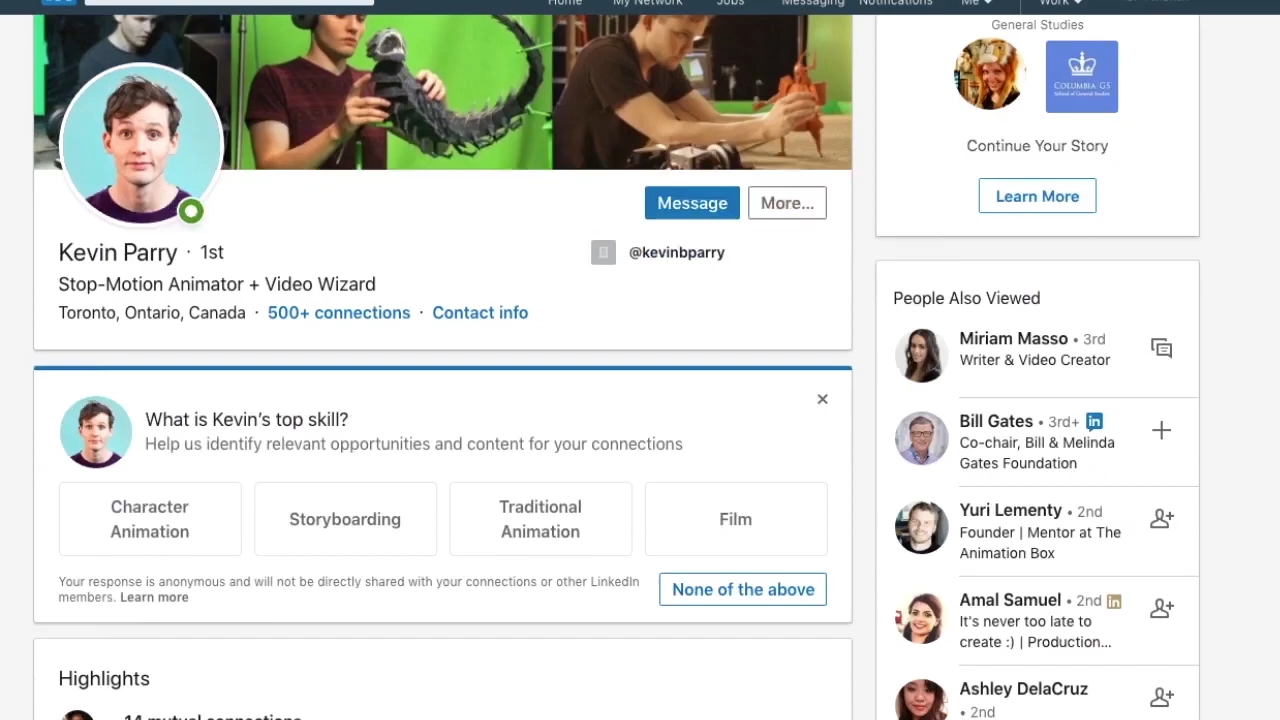 Home
My Network
Jobs
Messaging
Notifications
Me
Work
General Studies
COLUMBIA GS
School of General Studies
Continue Your Story
Learn More
Message
More...
Kevin Parry · 1st
@kevinbparry
Stop-Motion Animator + Video Wizard
Toronto, Ontario, Canada · 500+ connections · Contact info
What is Kevin's top skill?
Help us identify relevant opportunities and content for your connections
Character
Animation
Storyboarding
Traditional
Animation
Film
Your response is anonymous and will not be directly shared with your connections or other LinkedIn
members. Learn more
None of the above
Highlights
14 mutual connections
People Also Viewed
Miriam Masso • 3rd
Writer & Video Creator
Bill Gates • 3rd+ in
Co-chair, Bill & Melinda
Gates Foundation
Yuri Lementy • 2nd
Founder | Mentor at The
Animation Box
Amal Samuel • 2nd in
It's never too late to
create :) | Production...
Ashley DelaCruz
• 2nd